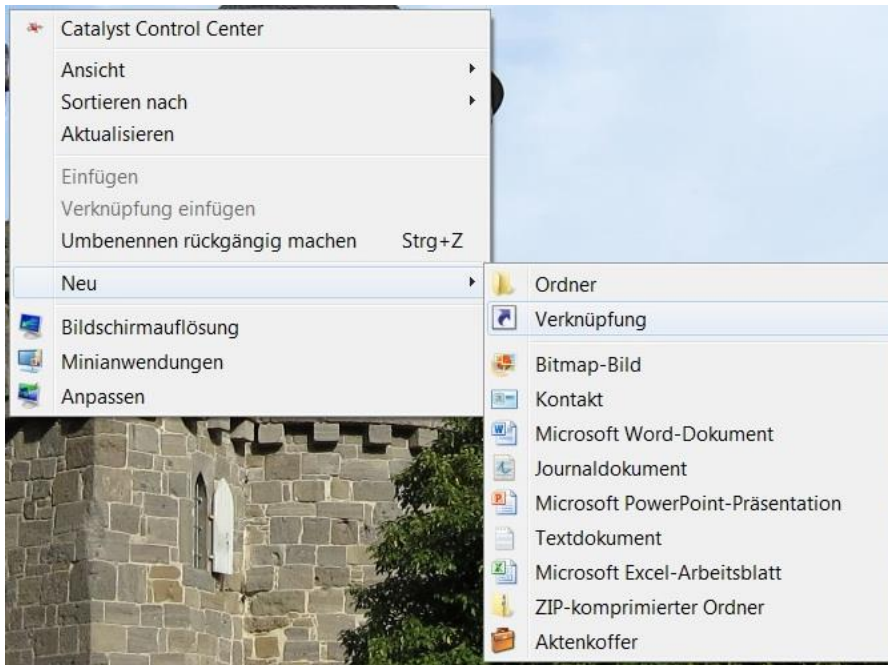 Catalyst Control Center
Ansicht
Sortieren nach
Aktualisieren
Einfügen
Verknüpfung einfügen
Umbenennen rückgängig machen Strg+Z
Neu
Bildschirmauflösung
Minianwendungen
Anpassen
Ordner
Verknüpfung
Bitmap-Bild
Kontakt
Microsoft Word-Dokument
Journaldokument
Microsoft PowerPoint-Präsentation
Textdokument
Microsoft Excel-Arbeitsblatt
ZIP-komprimierter Ordner
Aktenkoffer